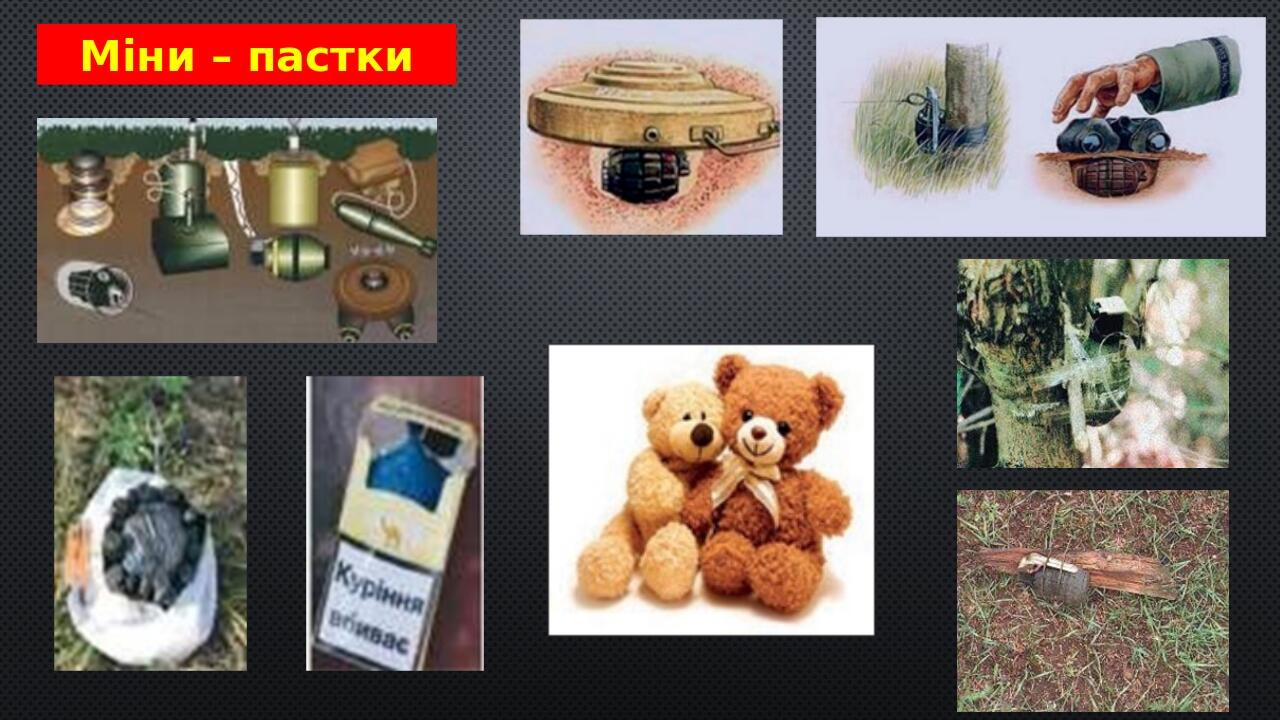 Міни – пастки
Куріння
вбиває